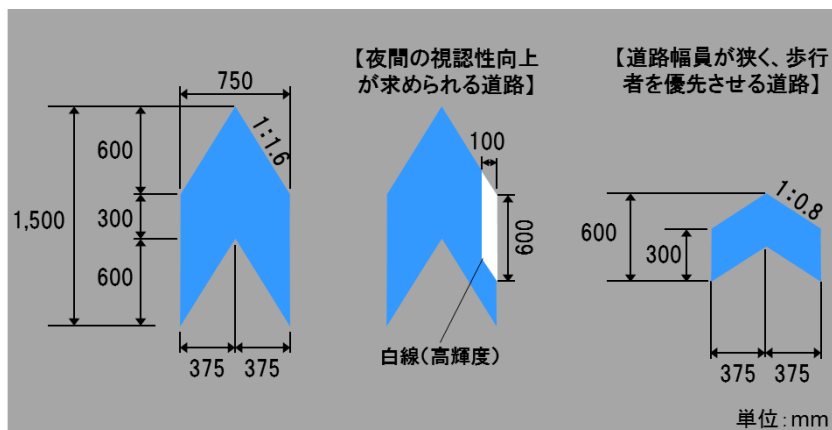 750
600
1:1.6
1,500
300
600
375
375
【夜間の視認性向上
が求められる道路】
100
600
白線(高輝度)
【道路幅員が狭く、歩行
者を優先させる道路】
1:0.8
600
300
375
375
単位:mm